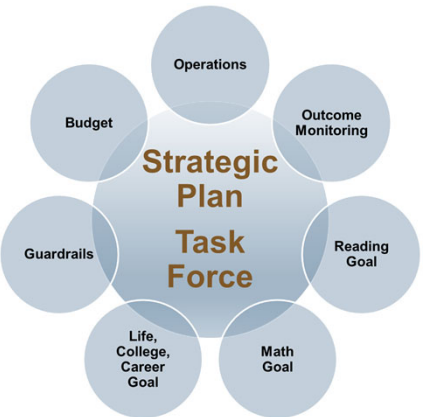 Operations
Outcome
Monitoring
Reading
Goal
Math
Goal
Life,
College,
Career
Goal
Guardrails
Budget
Strategic
Plan
Task
Force